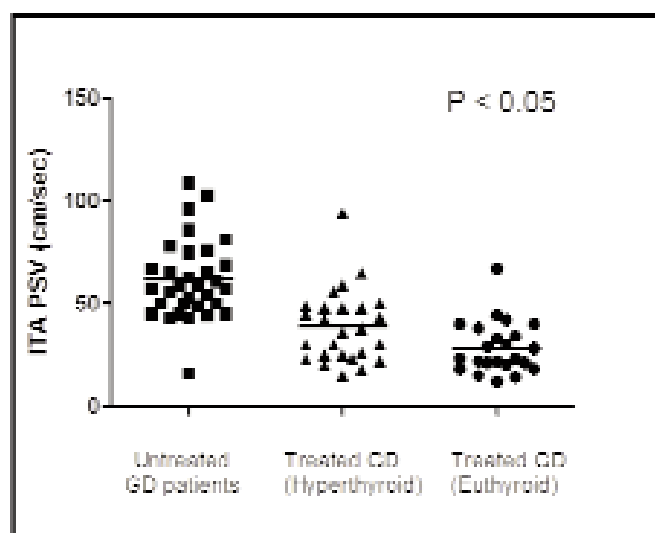 150
P < 0.05
100
50
0
ITA PSV (cm/sec)
Untreated
GD patients
Treated GD
(Hyperthyroid)
Treated GD
(Euthyroid)